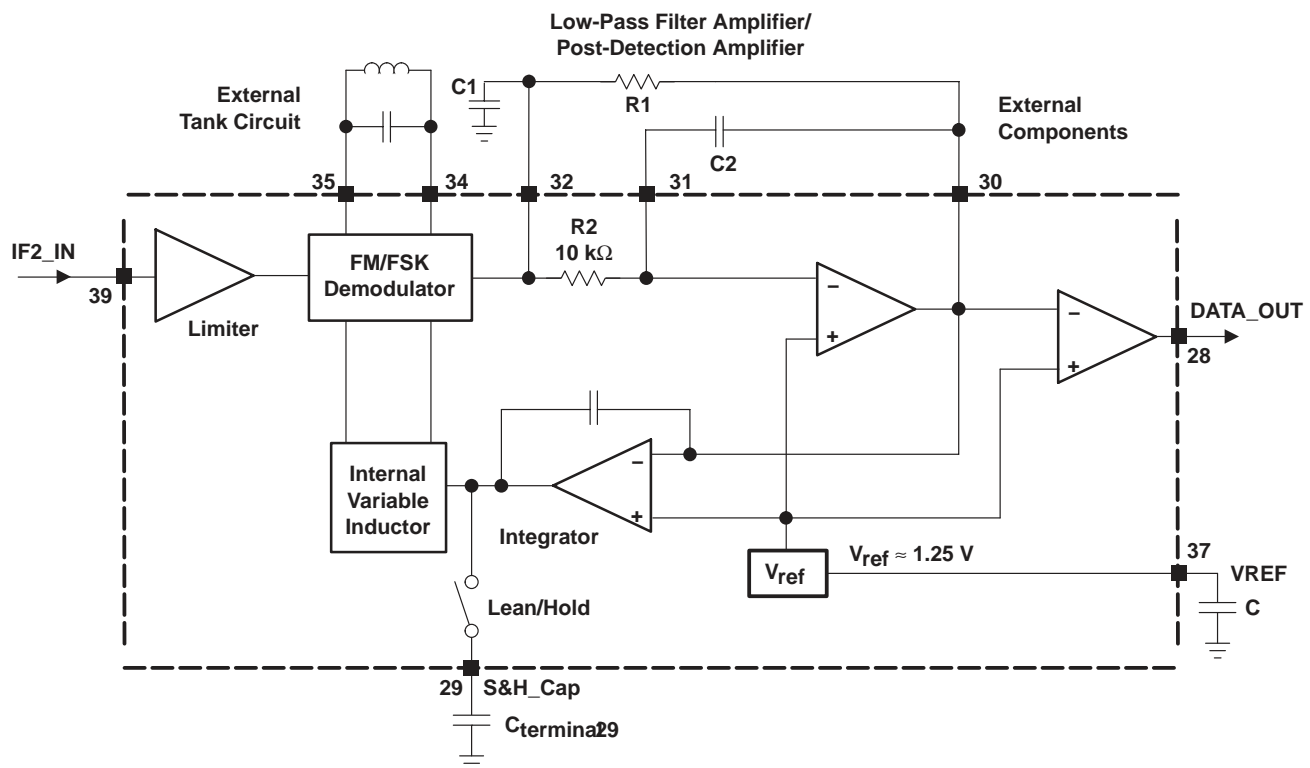 Low-Pass Filter Amplifier/
Post-Detection Amplifier
External
Tank Circuit
C1
R1
C2
External
Components
35
34
32
31
30
IF2_IN
39
Limiter
FM/FSK
Demodulator
R2
10 kΩ
−
+
−
+
DATA_OUT
28
Internal
Variable
Inductor
−
+
Integrator
Vref
Vref ≈ 1.25 V
37
VREF
C
Lean/Hold
29
S&H_Cap
Cterminal29